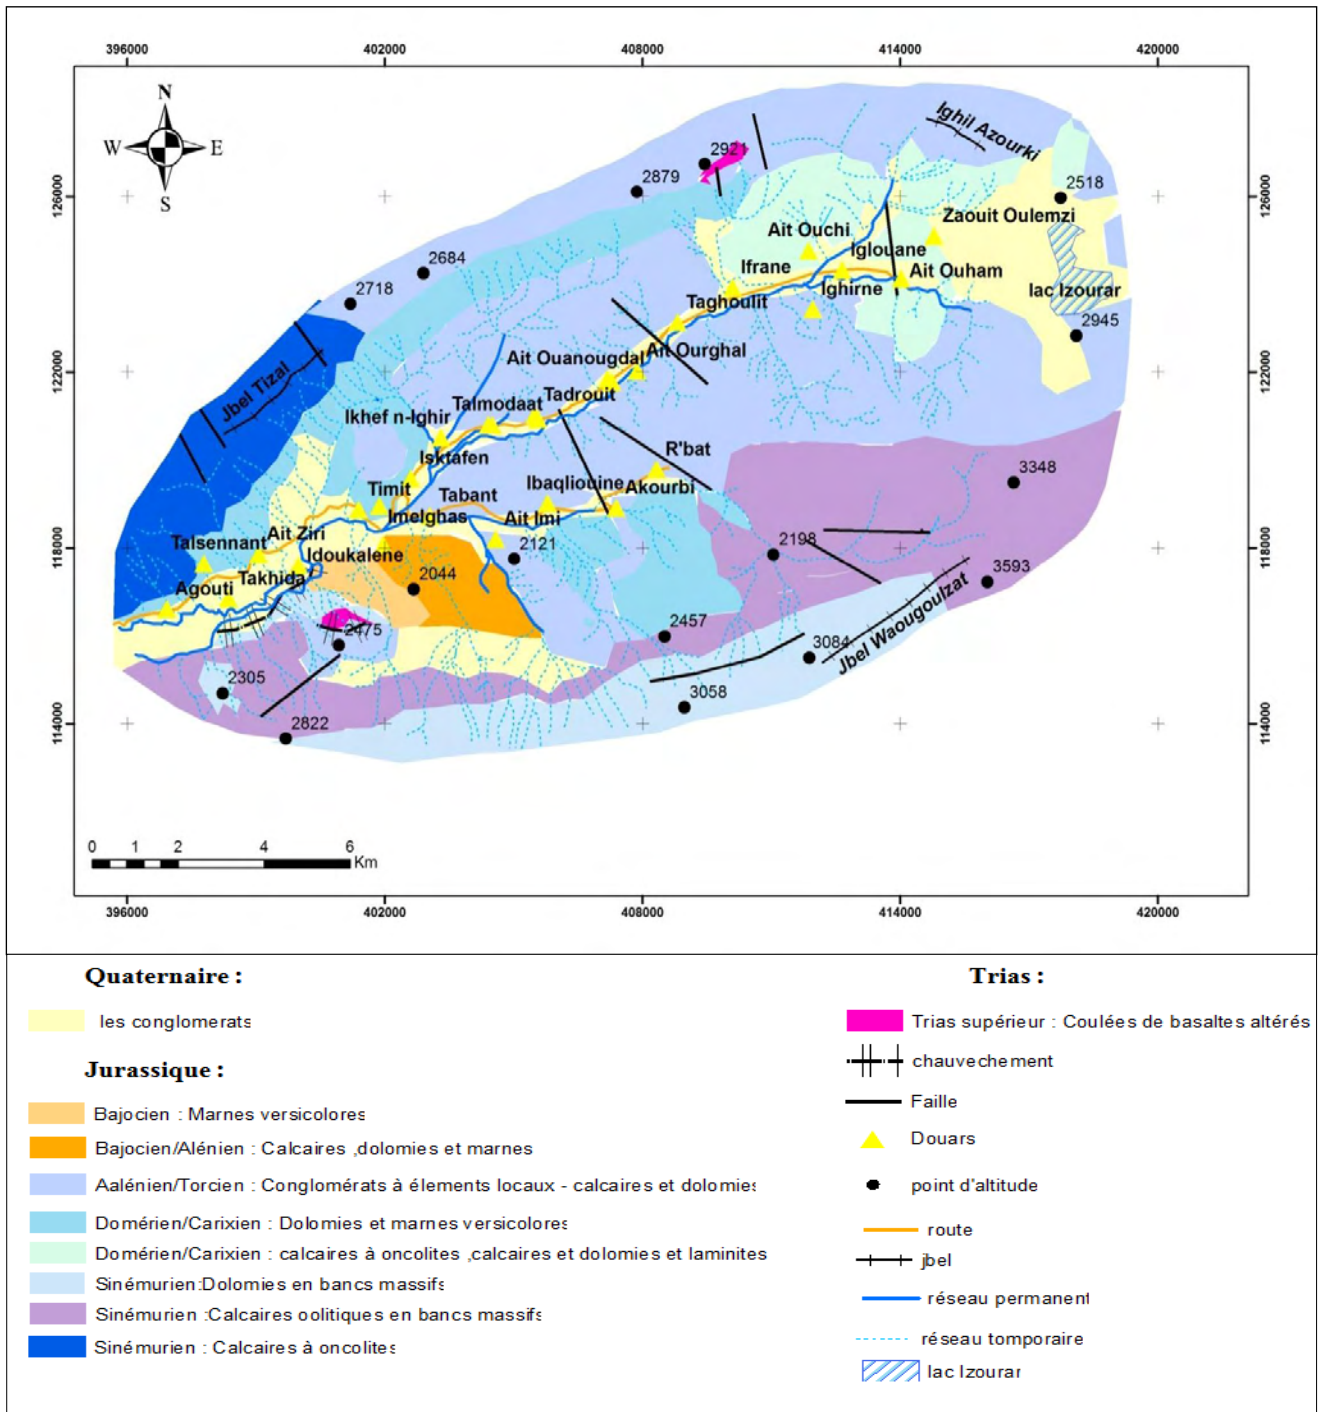 396000 402000 408000 414000 420000
N
W E
S
126000 126000
122000 122000
118000 118000
114000 114000
Ighil Azourki
2921
2879
2518
Zaouit Oulemzi
Ait Ouchi
Iglouane
2684
Ifrane
Ait Ouham
2718
Ighirne
lac Izourar
Taghoulit
2945
Ait Ouanougdal
Ait Ourghal
Jbel Tizal
Tadrouit
Talmodaat
Ikhef n-Ighir
Isktafen
R'bat
3348
Timit
Tabant
Ibaqliouine
Akourbi
Imelghas
Ait Imi
Ait Ziri
Talsennant
Idoukalene
2121
2198
Takhida
Agouti
2044
3593
2475
2457
3084
Jbel Waougoulzat
2305
3058
2822
0 1 2 4 6
Km
396000 402000 408000 414000 420000
Quaternaire :
les conglomerats
Jurassique :
Bajocien : Marnes versicolores
Bajocien/Alénien : Calcaires ,dolomies et marnes
Aalénien/Torcien : Conglomérats à élements locaux - calcaires et dolomies
Domérien/Carixien : Dolomies et marnes versicolores
Domérien/Carixien : calcaires à oncolites ,calcaires et dolomies et laminites
Sinémurien:Dolomies en bancs massifs
Sinémurien :Calcaires oolitiques en bancs massifs
Sinémurien : Calcaires à oncolites
Trias :
Trias supérieur : Coulées de basaltes altérés
chauvechement
Faille
Douars
point d'altitude
route
jbel
réseau permanent
réseau tomporaire
lac Izourar